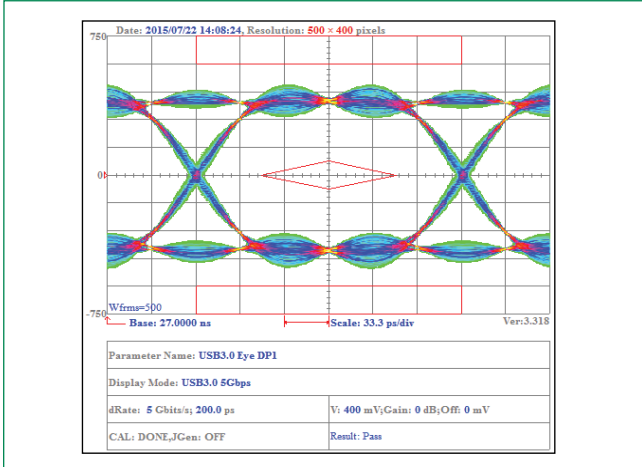 Date: 2015/07/22 14:08:24, Resolution: 500 × 400 pixels
750
0
-750
Wfrms=500
Base: 27.0000 ns
Scale: 33.3 ps/div
Ver:3.318
Parameter Name: USB3.0 Eye DP1
Display Mode: USB3.0 5Gbps
dRate: 5 Gbits/s; 200.0 ps
V: 400 mV;Gain: 0 dB;Off: 0 mV
CAL: DONE,JGen: OFF
Result: Pass